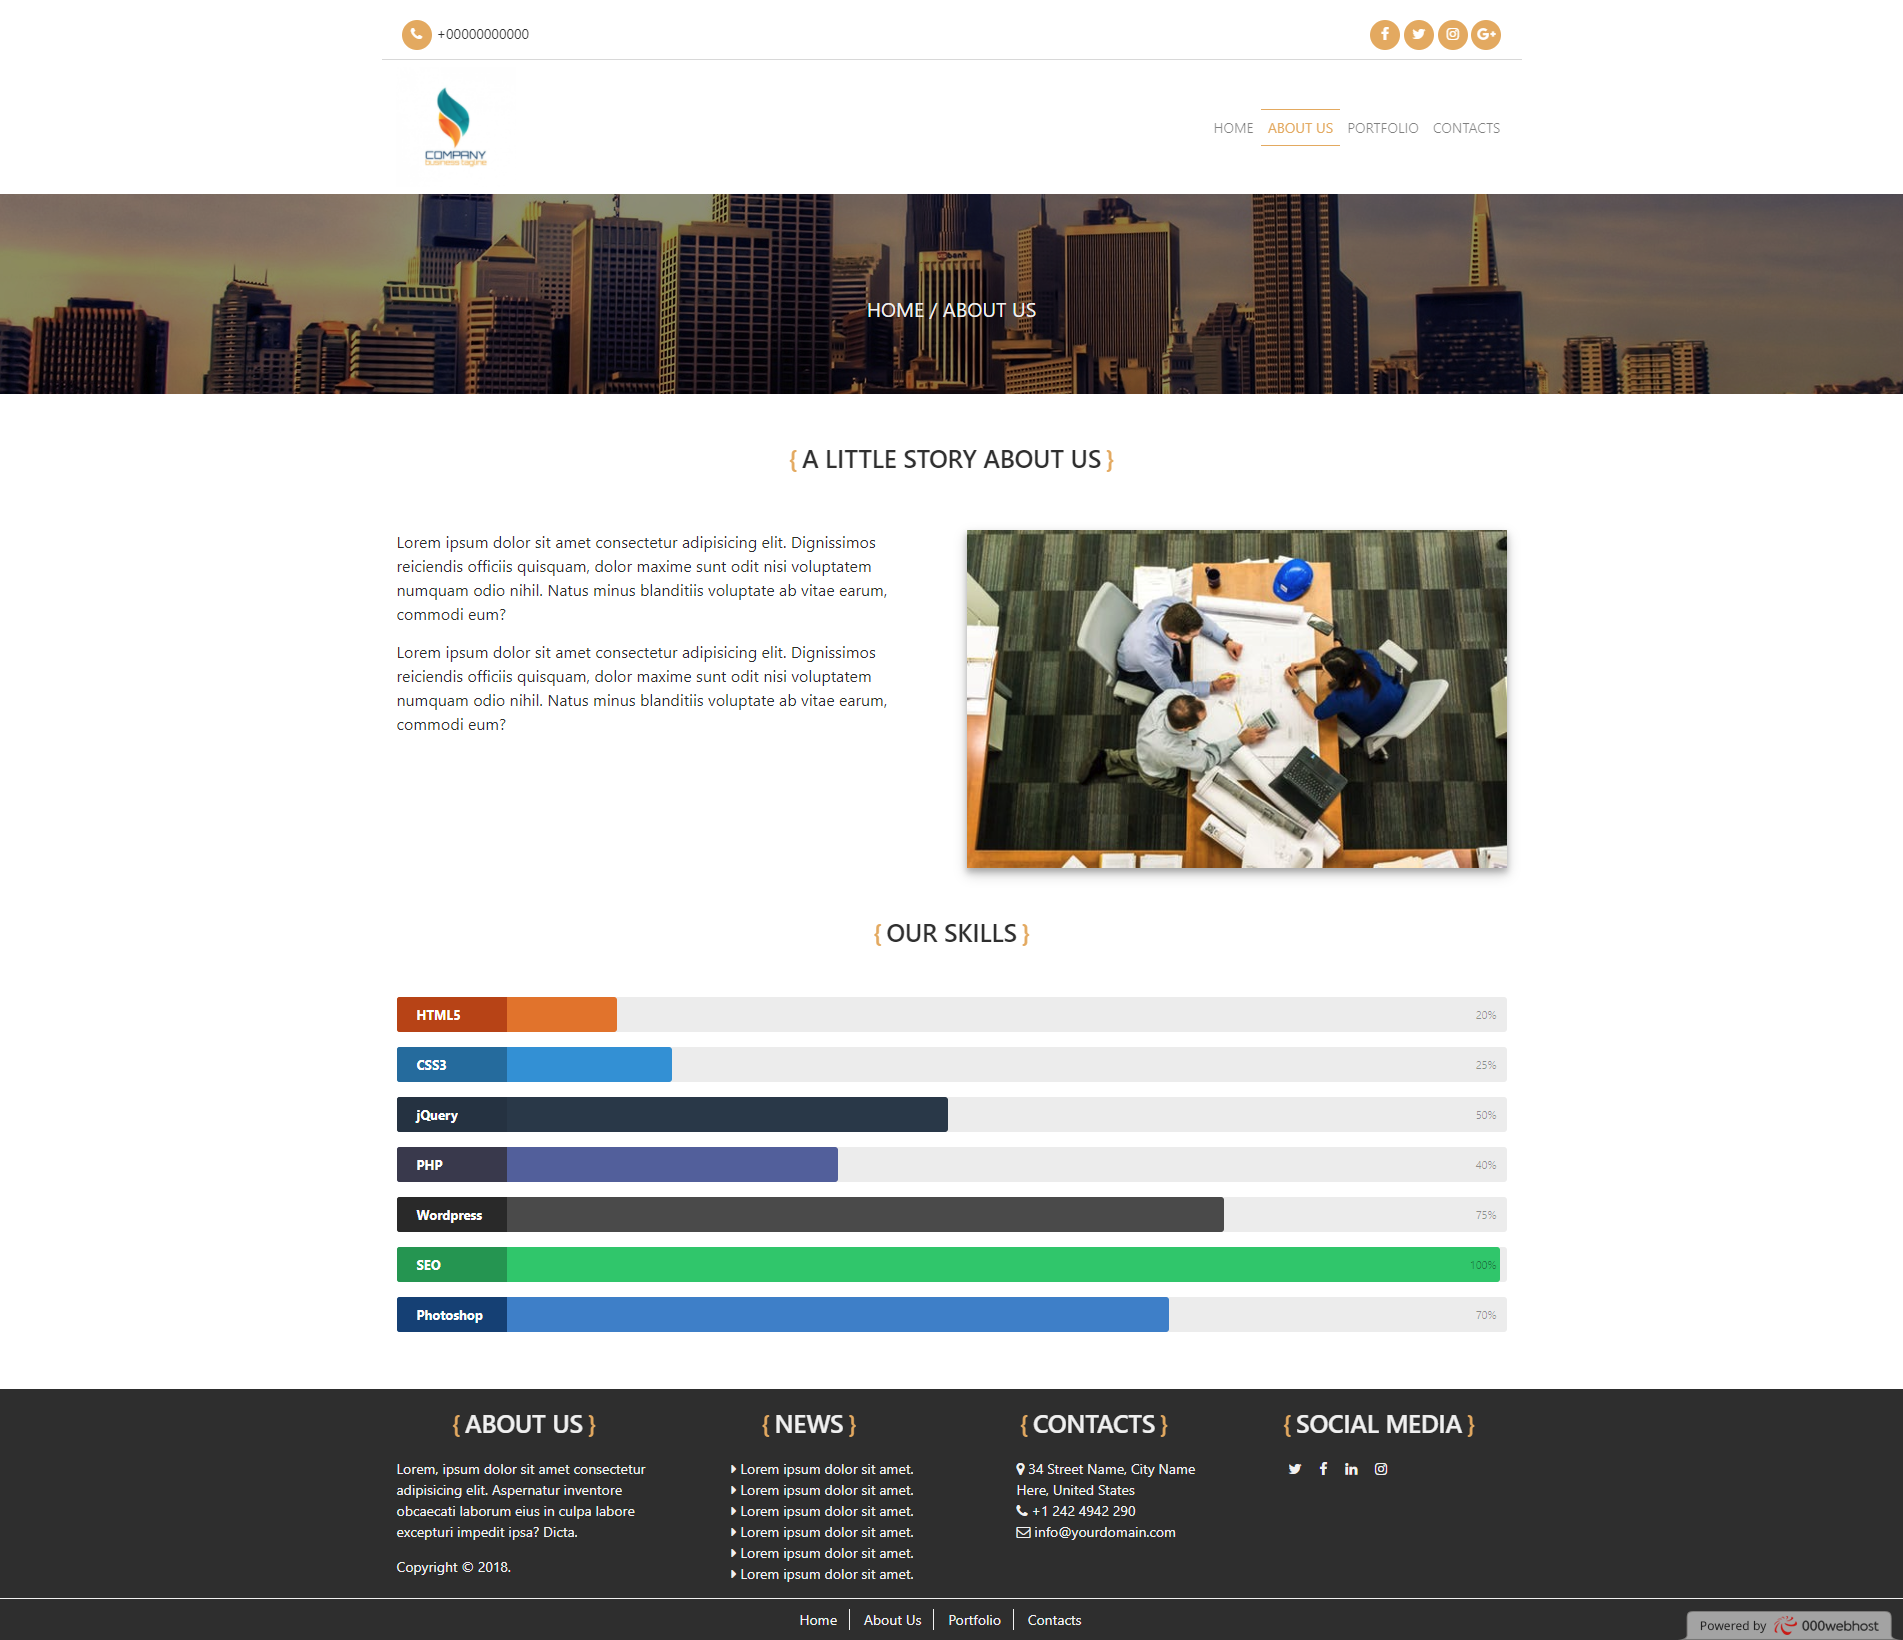 +00000000000
COMPANY
business tagline
HOME ABOUT US PORTFOLIO CONTACTS
usbank
HOME / ABOUT US
{ A LITTLE STORY ABOUT US }
Lorem ipsum dolor sit amet consectetur adipisicing elit. Dignissimos
reiciendis officiis quisquam, dolor maxime sunt odit nisi voluptatem
numquam odio nihil. Natus minus blanditiis voluptate ab vitae earum,
commodi eum?
Lorem ipsum dolor sit amet consectetur adipisicing elit. Dignissimos
reiciendis officiis quisquam, dolor maxime sunt odit nisi voluptatem
numquam odio nihil. Natus minus blanditiis voluptate ab vitae earum,
commodi eum?
{ OUR SKILLS }
HTML5 20%
CSS3 25%
jQuery 50%
PHP 40%
Wordpress 75%
SEO 100%
Photoshop 70%
{ ABOUT US }
Lorem, ipsum dolor sit amet consectetur
adipisicing elit. Aspernatur inventore
obcaecati laborum eius in culpa labore
excepturi impedit ipsa? Dicta.
Copyright © 2018.
{ NEWS }
Lorem ipsum dolor sit amet.
Lorem ipsum dolor sit amet.
Lorem ipsum dolor sit amet.
Lorem ipsum dolor sit amet.
Lorem ipsum dolor sit amet.
Lorem ipsum dolor sit amet.
{ CONTACTS }
34 Street Name, City Name
Here, United States
+1 242 4942 290
info@yourdomain.com
{ SOCIAL MEDIA }
Home About Us Portfolio Contacts
Powered by 000webhost